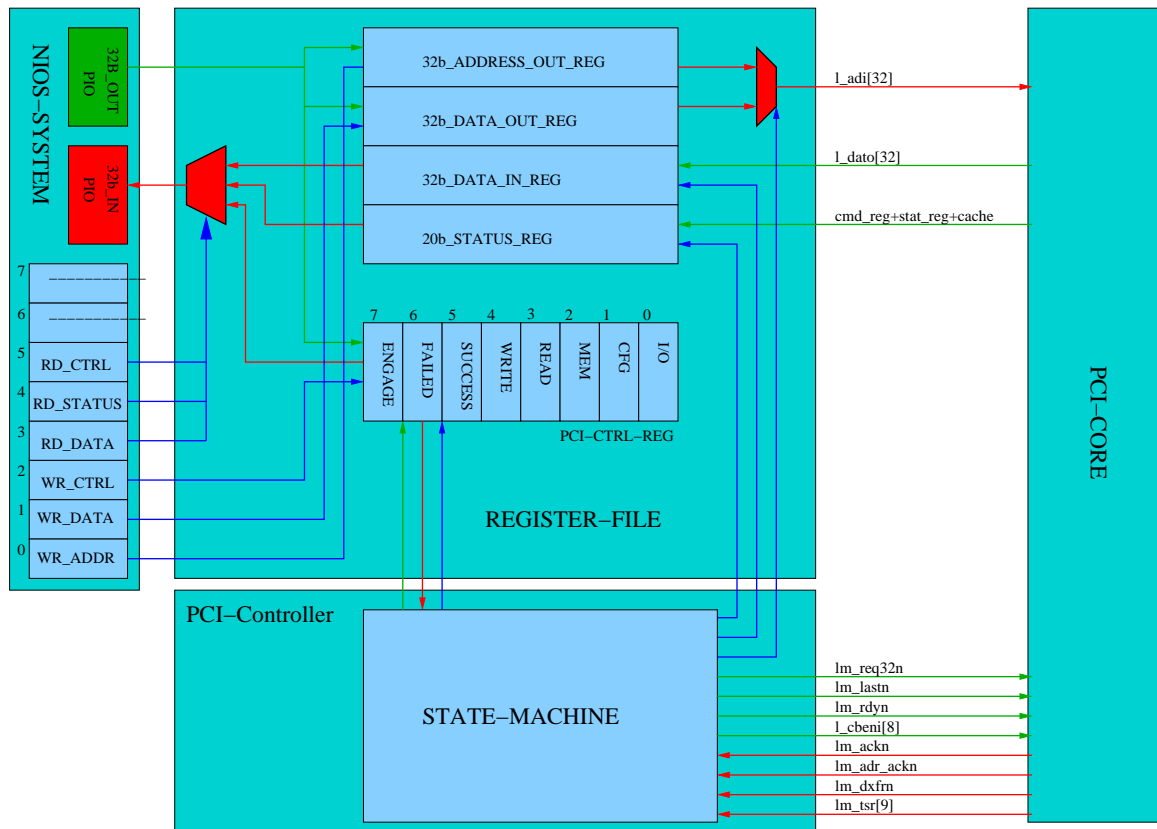 NIOS−SYSTEM
32B_OUT
PIO
32b_IN
PIO
7
6
5
RD_CTRL
4
RD_STATUS
3
RD_DATA
2
WR_CTRL
1
WR_DATA
0
WR_ADDR
32b_ADDRESS_OUT_REG
32b_DATA_OUT_REG
32b_DATA_IN_REG
20b_STATUS_REG
7 6 5 4 3 2 1 0
ENGAGE
FAILED
SUCCESS
WRITE
READ
MEM
CFG
I/O
PCI−CTRL−REG
REGISTER−FILE
PCI−Controller
STATE−MACHINE
l_adi[32]
l_dato[32]
cmd_reg+stat_reg+cache
lm_req32n
lm_lastn
lm_rdyn
l_cbeni[8]
lm_ackn
lm_adr_ackn
lm_dxfrn
lm_tsr[9]
PCI−CORE